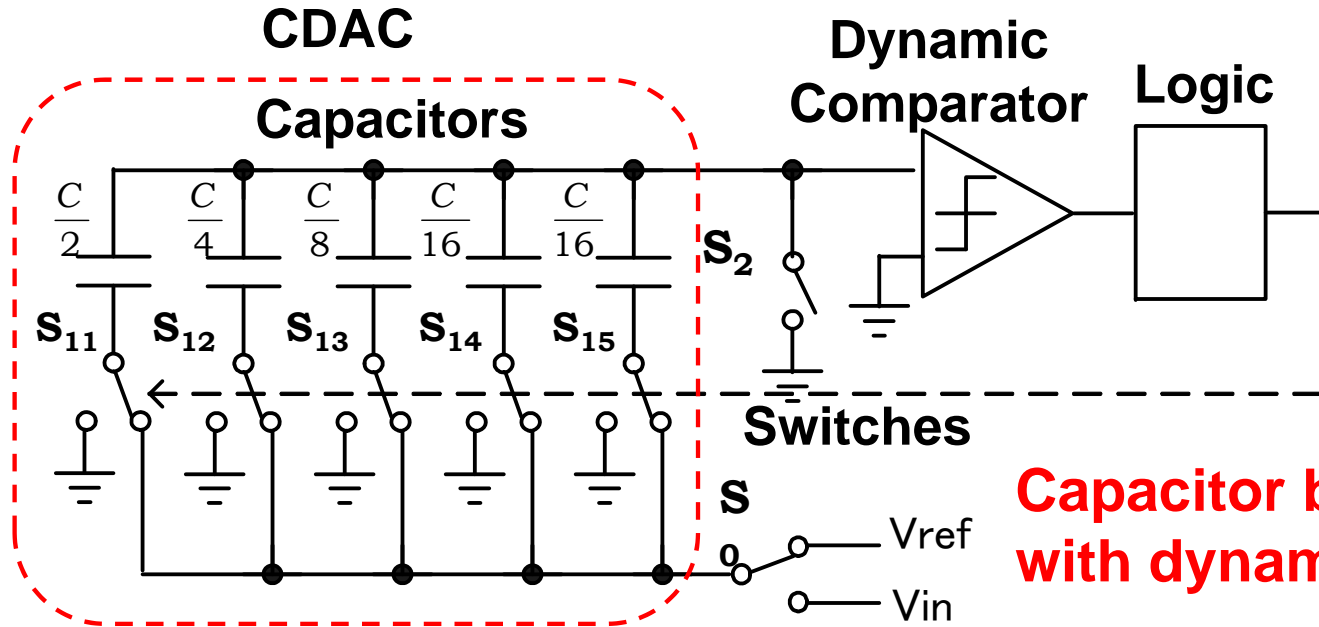 CDAC
Dynamic
Comparator
Logic
Capacitors
C/2
C/4
C/8
C/16
C/16
S₂
S₁₁
S₁₂
S₁₃
S₁₄
S₁₅
Switches
S₀
Vref
Vin
Capacitor b
with dynam